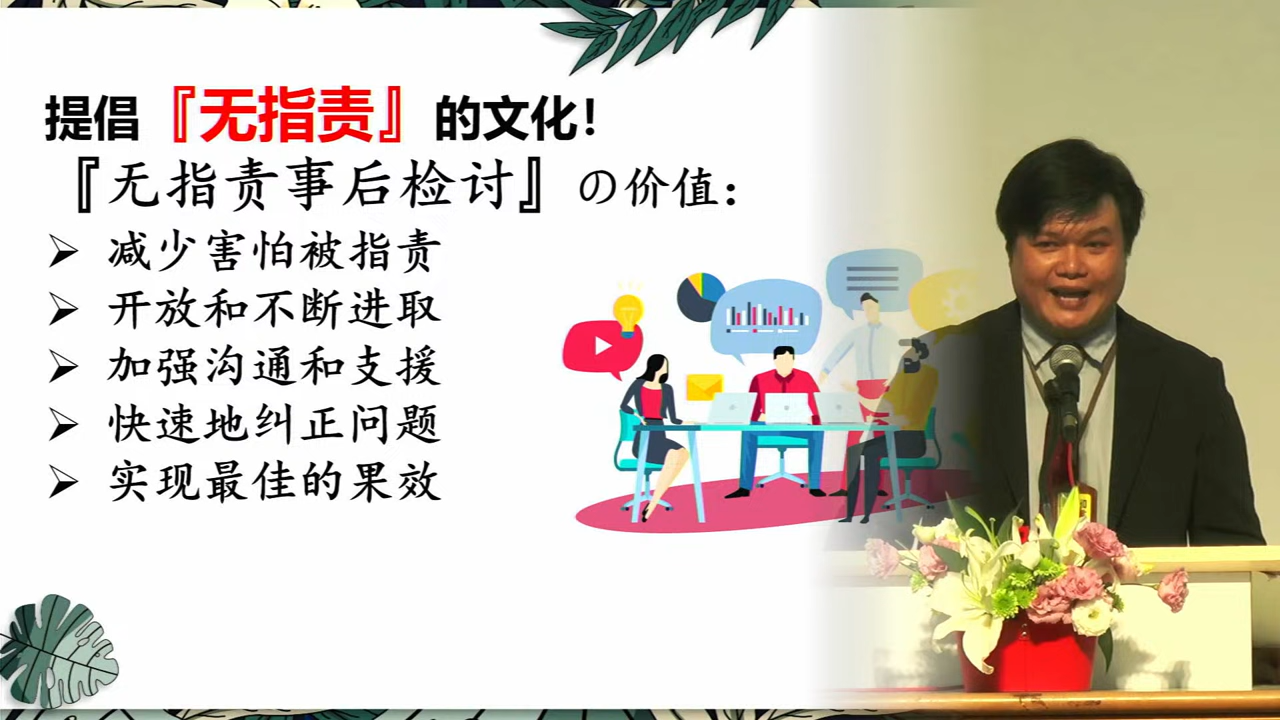 提倡『无指责』的文化!
『无指责事后检讨』の价值:
➢ 减少害怕被指责
➢ 开放和不断进取
➢ 加强沟通和支援
➢ 快速地纠正问题
➢ 实现最佳的果效